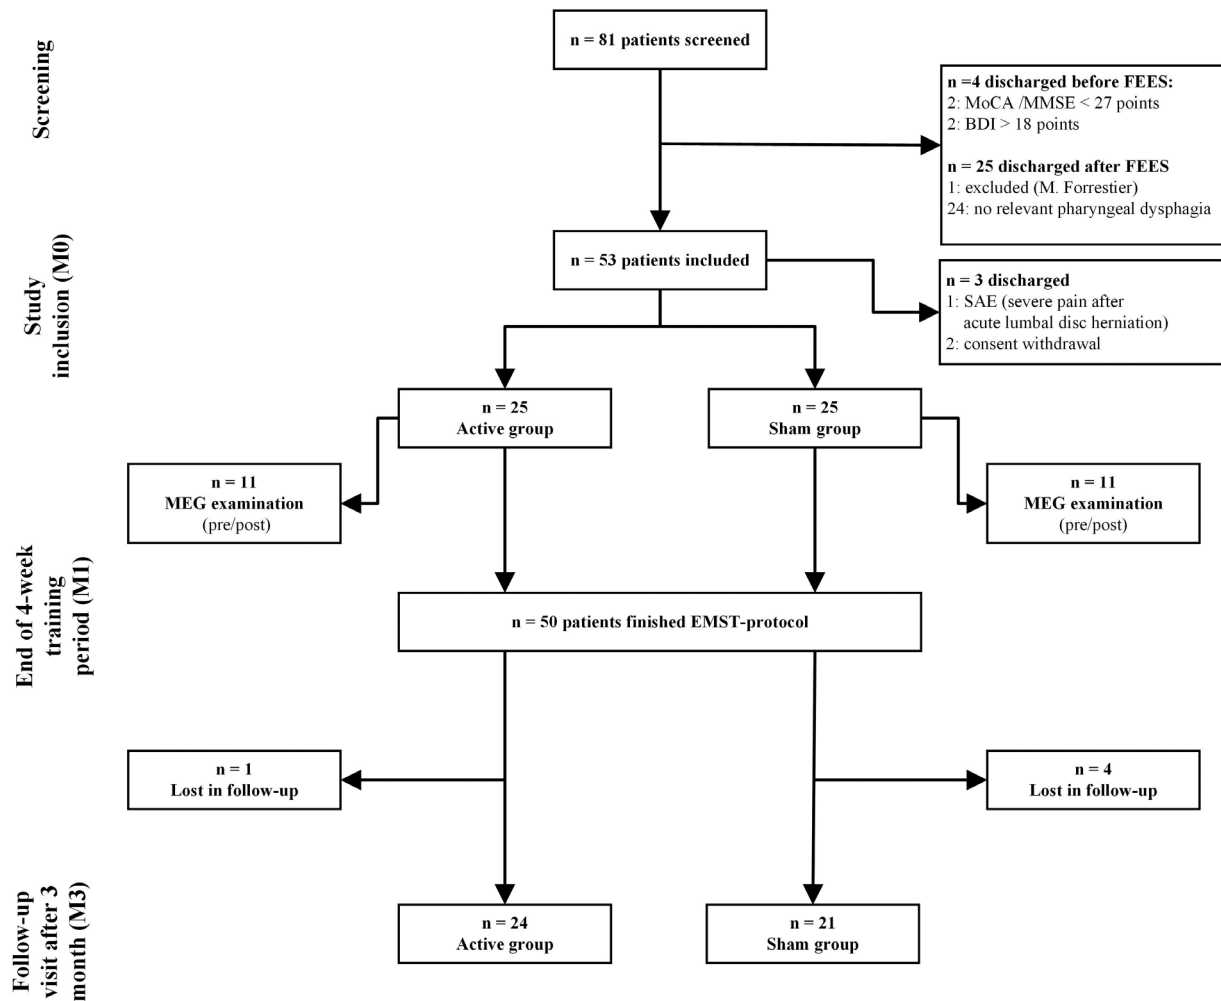 Screening
n = 81 patients screened
n =4 discharged before FEES:
2: MoCA /MMSE < 27 points
2: BDI > 18 points
n = 25 discharged after FEES
1: excluded (M. Forrestier)
24: no relevant pharyngeal dysphagia
Study
inclusion (M0)
n = 53 patients included
n = 3 discharged
1: SAE (severe pain after
acute lumbal disc herniation)
2: consent withdrawal
n = 25
Active group
n = 25
Sham group
n = 11
MEG examination
(pre/post)
n = 11
MEG examination
(pre/post)
End of 4-week
training
period (M1)
n = 50 patients finished EMST-protocol
n = 1
Lost in follow-up
n = 4
Lost in follow-up
Follow-up
visit after 3
month (M3)
n = 24
Active group
n = 21
Sham group